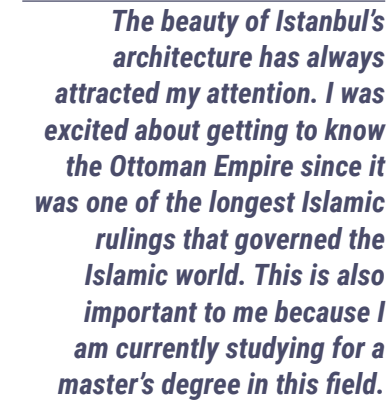 The beauty of Istanbul’s
architecture has always
attracted my attention. I was
excited about getting to know
the Ottoman Empire since it
was one of the longest Islamic
rulings that governed the
Islamic world. This is also
important to me because I
am currently studying for a
master’s degree in this field.